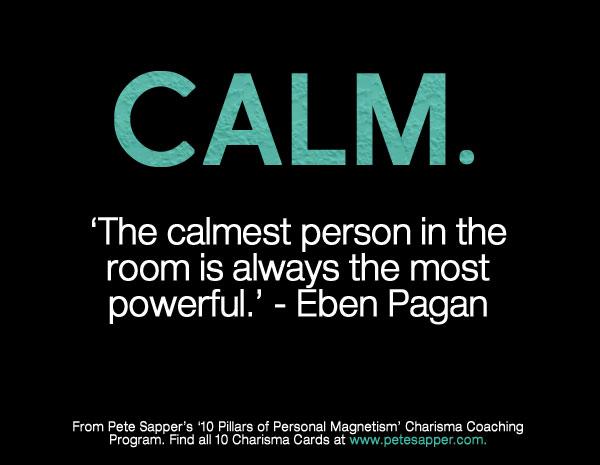 CALM.
‘The calmest person in the
room is always the most
powerful.’ - Eben Pagan
From Pete Sapper’s ‘10 Pillars of Personal Magnetism’ Charisma Coaching
Program. Find all 10 Charisma Cards at www.petesapper.com.